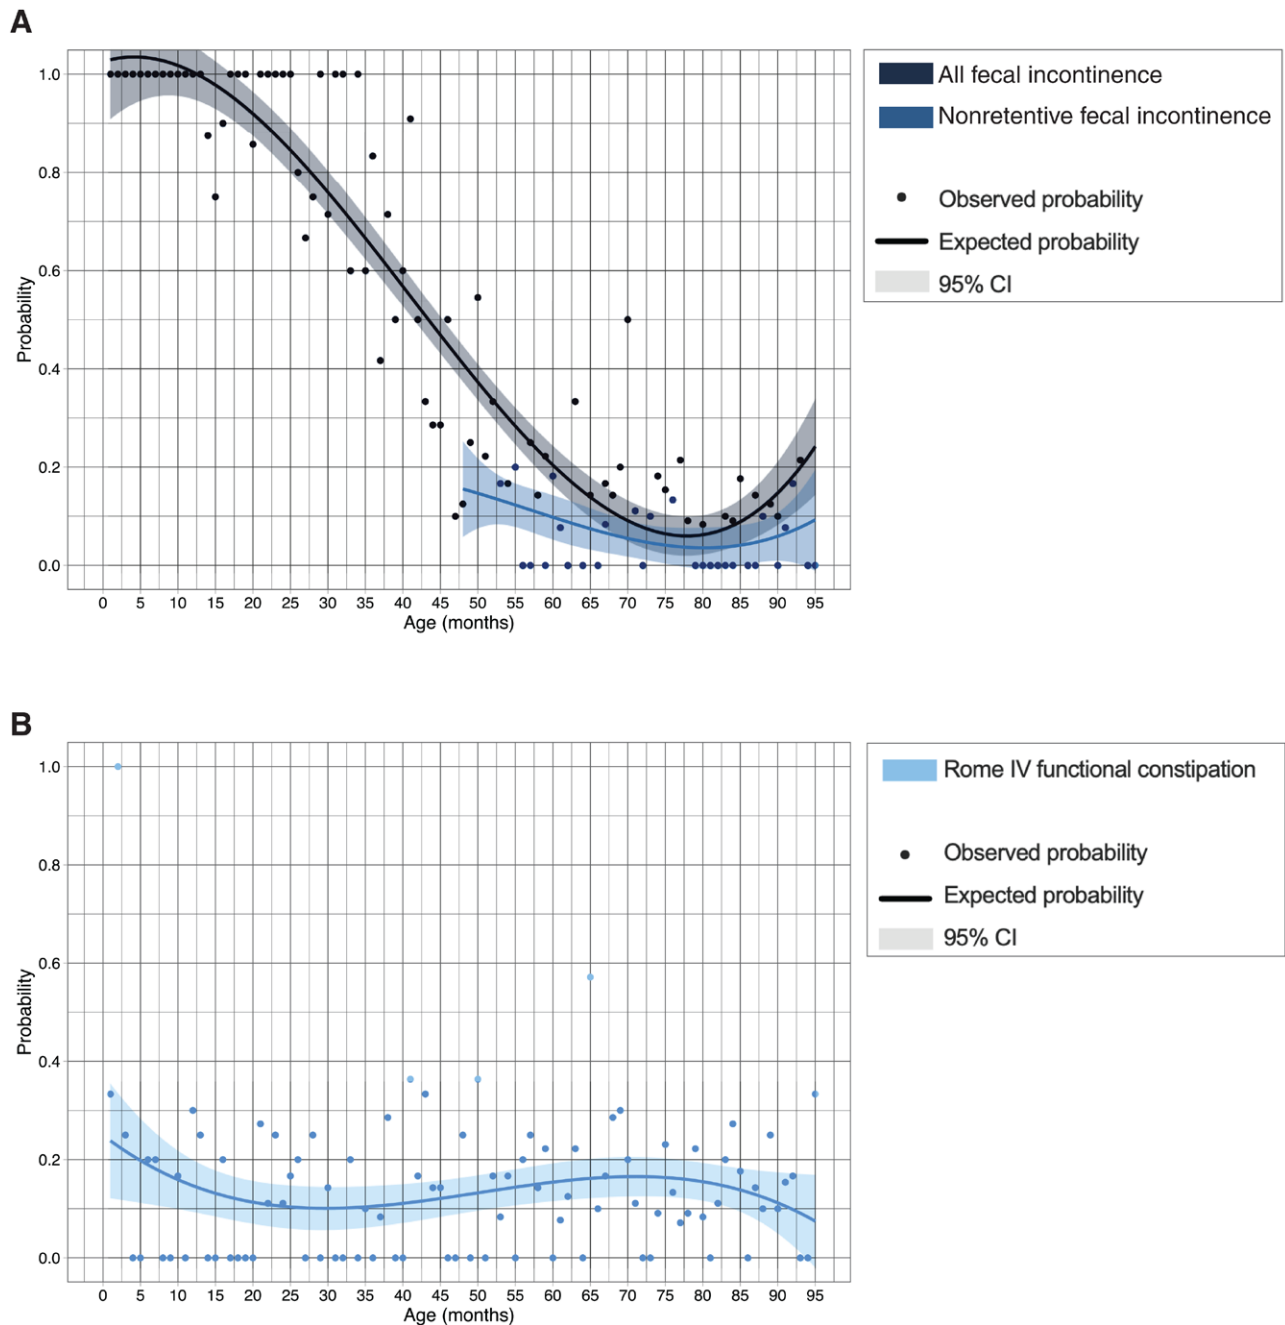 A
1.0
0.8
0.6
0.4
0.2
0.0
Probability
0 5 10 15 20 25 30 35 40 45 50 55 60 65 70 75 80 85 90 95
Age (months)
All fecal incontinence
Nonretentive fecal incontinence
Observed probability
Expected probability
95% CI
B
1.0
0.8
0.6
0.4
0.2
0.0
Probability
0 5 10 15 20 25 30 35 40 45 50 55 60 65 70 75 80 85 90 95
Age (months)
Rome IV functional constipation
Observed probability
Expected probability
95% CI